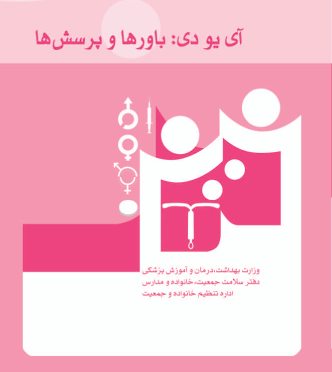 آی یو دی: باورها و پرسش‌ها
وزارت بهداشت،درمان و آموزش پزشکی
دفتر سلامت جمعیت،خانواده و مدارس
اداره تنظیم خانواده و جمعیت